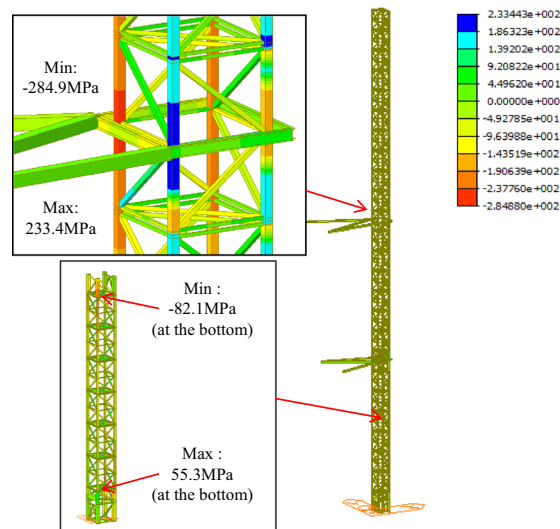 Min:
-284.9MPa
Max:
233.4MPa
Min :
-82.1MPa
(at the bottom)
Max :
55.3MPa
(at the bottom)
2.33443e+002
1.86323e+002
1.39202e+002
9.20822e+001
4.49620e+001
0.00000e+000
-4.92785e+001
-9.63988e+001
-1.43519e+002
-1.90639e+002
-2.37760e+002
-2.84880e+002